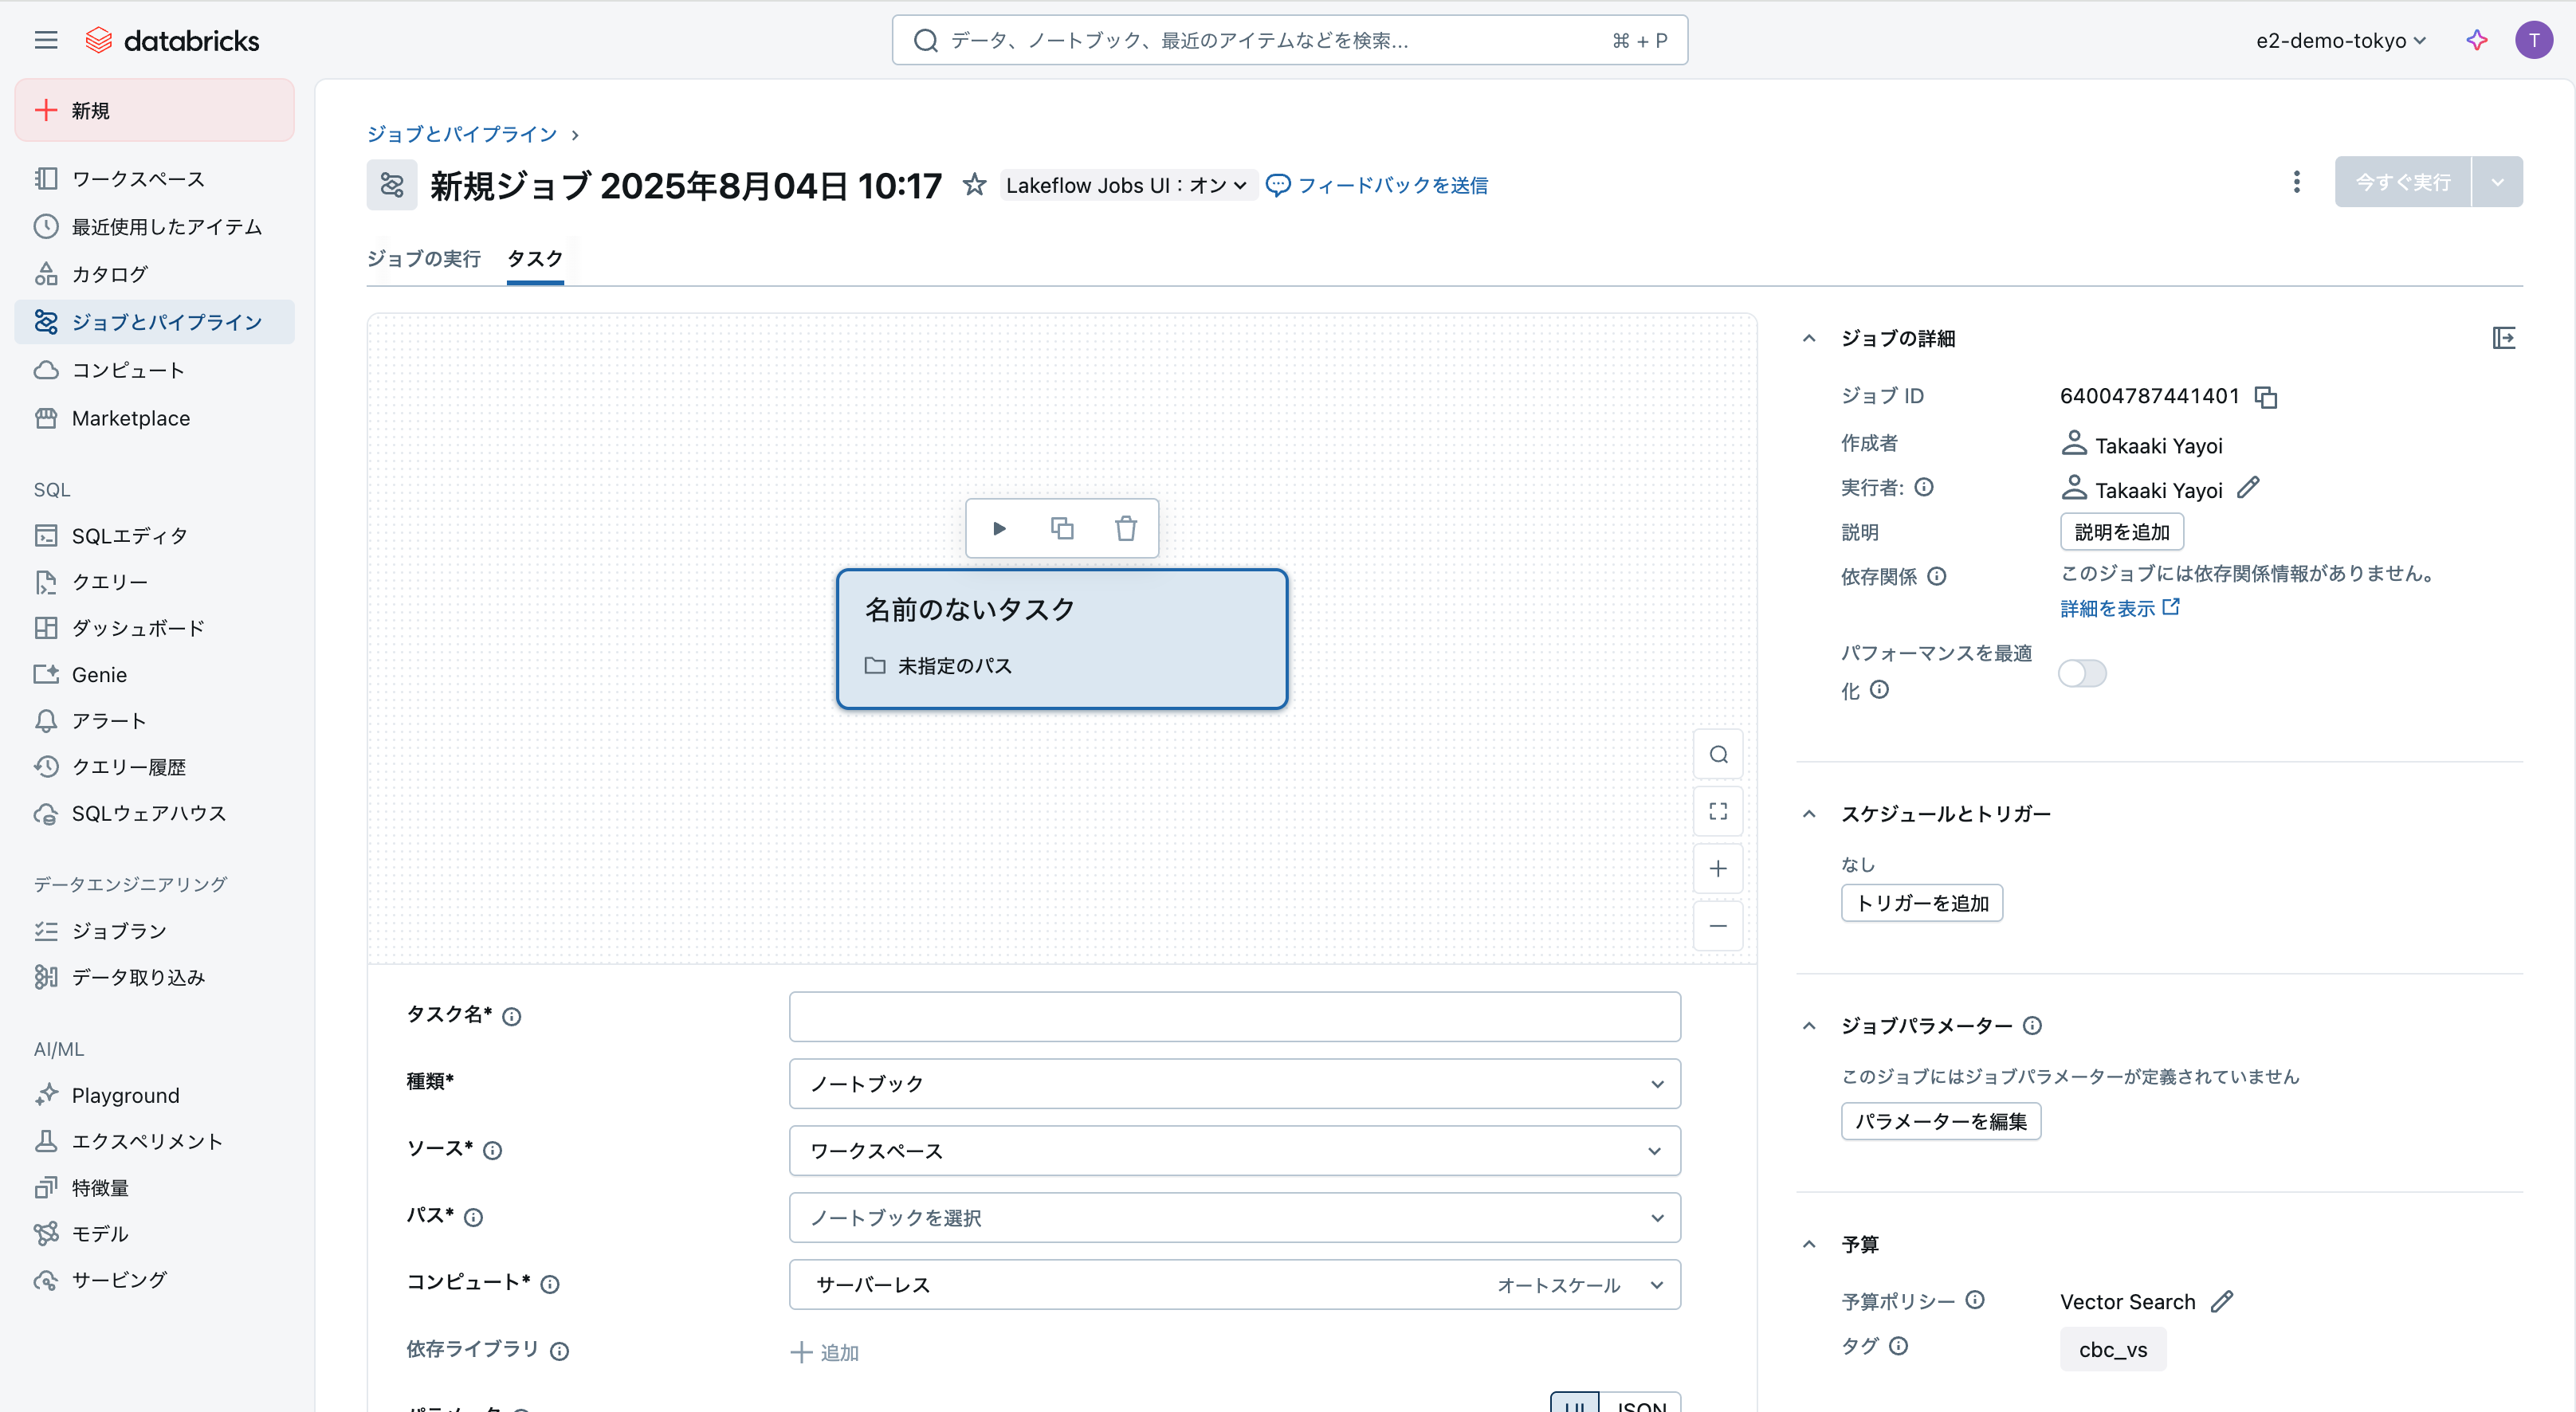 databricks
データ、ノートブック、最近のアイテムなどを検索...
⌘ + P
e2-demo-tokyo
T
新規
ワークスペース
最近使用したアイテム
カタログ
ジョブとパイプライン
コンピュート
Marketplace
SQL
SQLエディタ
クエリー
ダッシュボード
Genie
アラート
クエリー履歴
SQLウェアハウス
データエンジニアリング
ジョブラン
データ取り込み
AI/ML
Playground
エクスペリメント
特徴量
モデル
サービング
ジョブとパイプライン
新規ジョブ 2025年8月04日 10:17
Lakeflow Jobs UI：オン
フィードバックを送信
今すぐ実行
ジョブの実行
タスク
名前のないタスク
未指定のパス
タスク名*
種類*
ノートブック
ソース*
ワークスペース
パス*
ノートブックを選択
コンピュート*
サーバーレス
オートスケール
依存ライブラリ
追加
パラメータ
UI
JSON
ジョブの詳細
ジョブ ID
64004787441401
作成者
Takaaki Yayoi
実行者:
Takaaki Yayoi
説明
説明を追加
依存関係
このジョブには依存関係情報がありません。
詳細を表示
パフォーマンスを最適
化
スケジュールとトリガー
なし
トリガーを追加
ジョブパラメーター
このジョブにはジョブパラメーターが定義されていません
パラメーターを編集
予算
予算ポリシー
Vector Search
タグ
cbc_vs